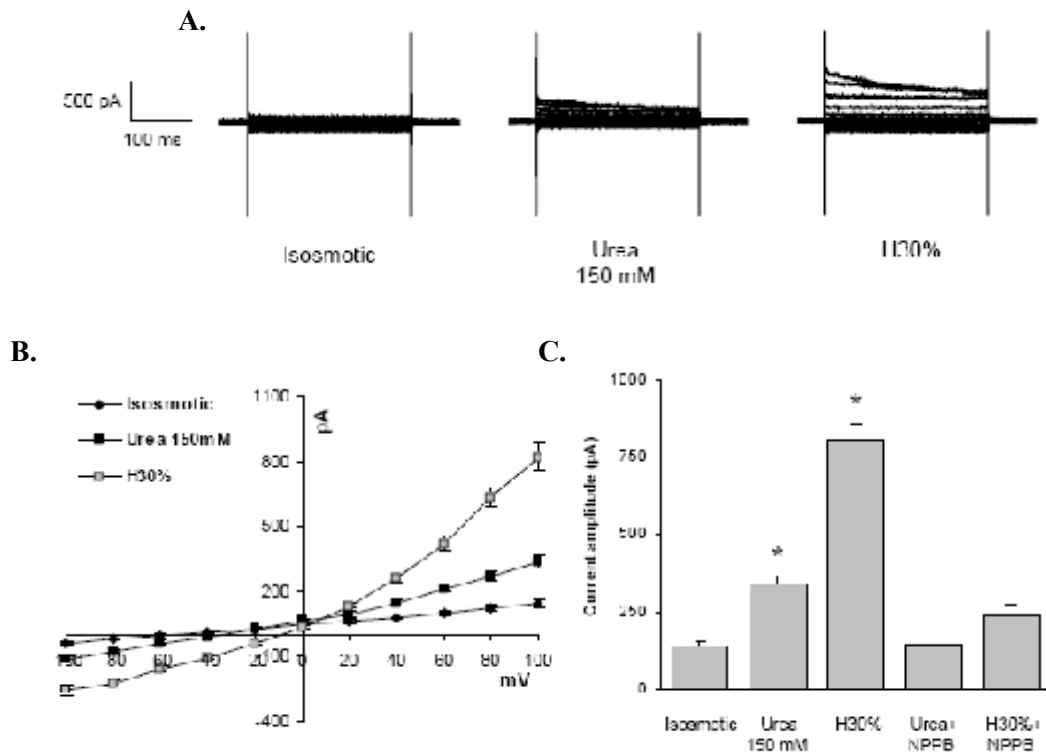 A.
500 pA
100 ms
Isosmotic
Urea
150 mM
H30%
B.
Isosmotic
Urea 150mM
H30%
1100
pA
800
500
200
-100
-400
100 80 60 40 20 0 20 40 60 80 100
mV
C.
Current amplitude (pA)
1000
750
500
250
0
*
*
Isosmotic
Urea
150 mM
H30%
Urea+
NPPB
H30%+
NPPB